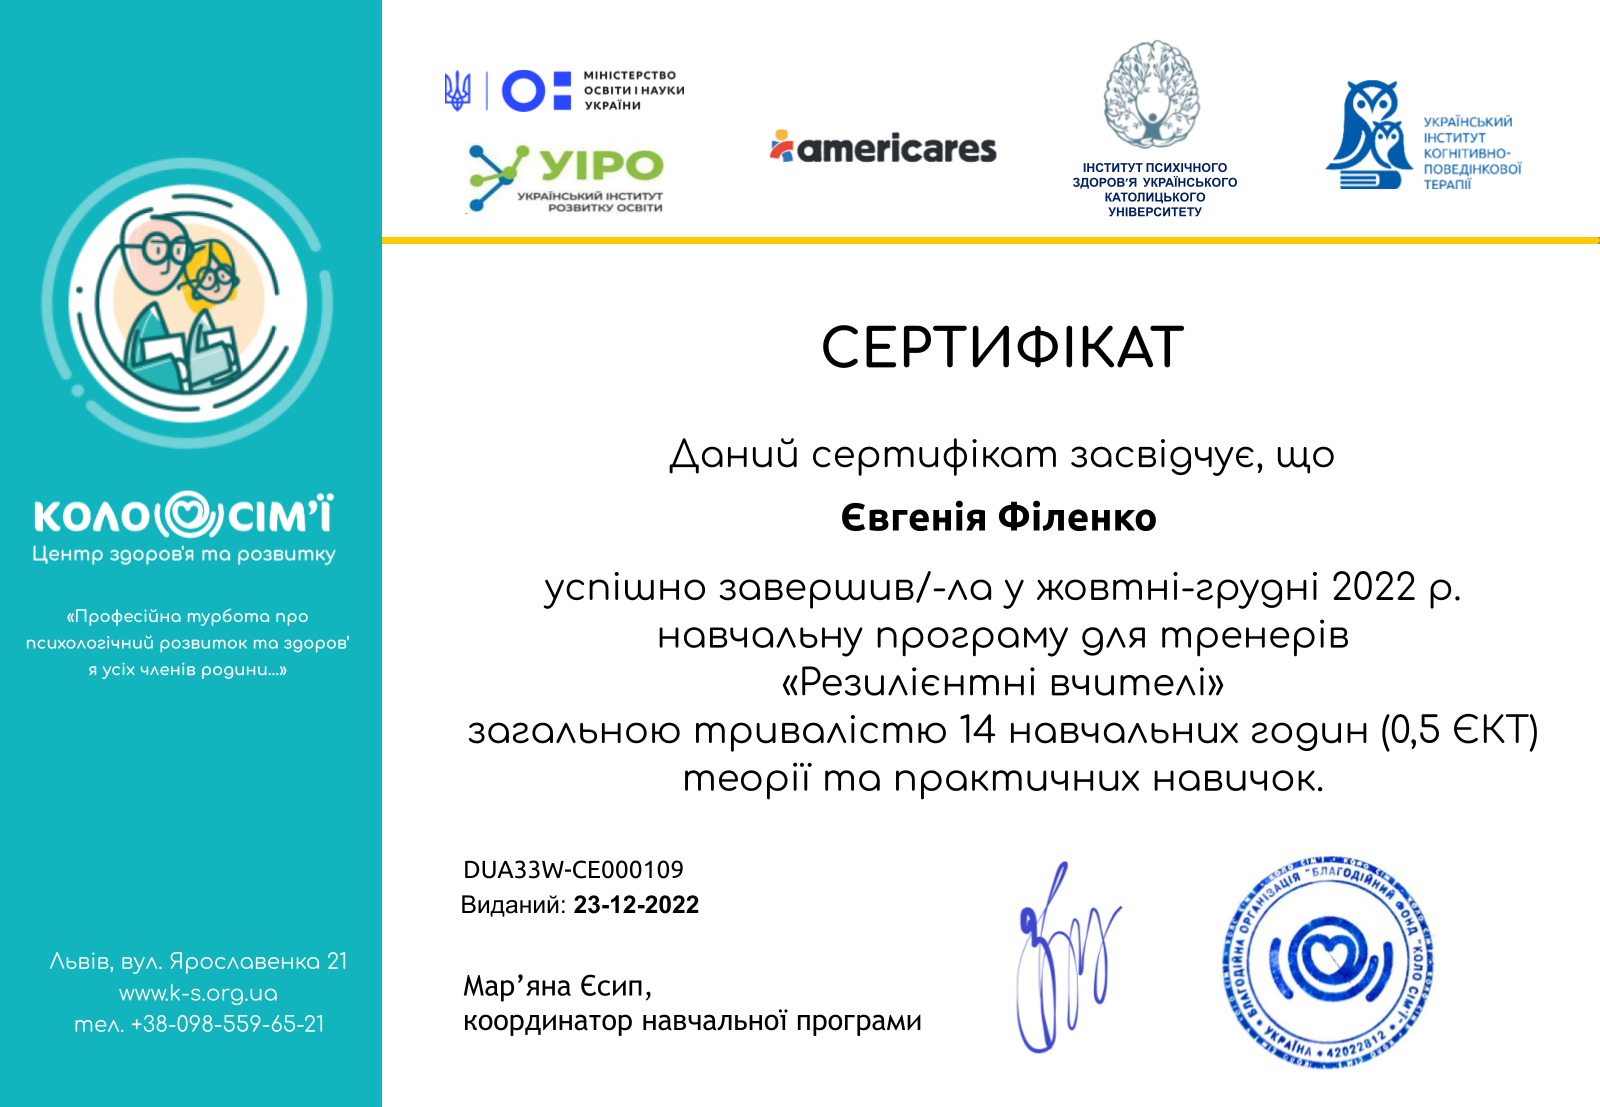 МІНІСТЕРСТВО
ОСВІТИ І НАУКИ
УКРАЇНИ
УІРО
УКРАЇНСЬКИЙ ІНСТИТУТ
РОЗВИТКУ ОСВІТИ
americares
ІНСТИТУТ ПСИХІЧНОГО
ЗДОРОВ'Я УКРАЇНСЬКОГО
КАТОЛИЦЬКОГО
УНІВЕРСИТЕТУ
УКРАЇНСЬКИЙ
ІНСТИТУТ
КОГНІТИВНО-
ПОВЕДІНКОВОЇ
ТЕРАПІЇ
КОЛО СІМ'Ї
Центр здоров'я та розвитку
«Професійна турбота про
психологічний розвиток та здоров’
я усіх членів родини...»
Львів, вул. Ярославенка 21
www.k-s.org.ua
тел. +38-098-559-65-21
СЕРТИФІКАТ
Даний сертифікат засвідчує, що
Євгенія Філенко
успішно завершив/-ла у жовтні-грудні 2022 р.
навчальну програму для тренерів
«Резилієнтні вчителі»
загальною тривалістю 14 навчальних годин (0,5 ЄКТ)
теорії та практичних навичок.
DUA33W-CE000109
Виданий: 23-12-2022
Мар’яна Єсип,
координатор навчальної програми
БЛАГОДІЙНА ОРГАНІЗАЦІЯ "БЛАГОДІЙНИЙ ФОНД "КОЛО СІМ'Ї"
УКРАЇНА * 42022812